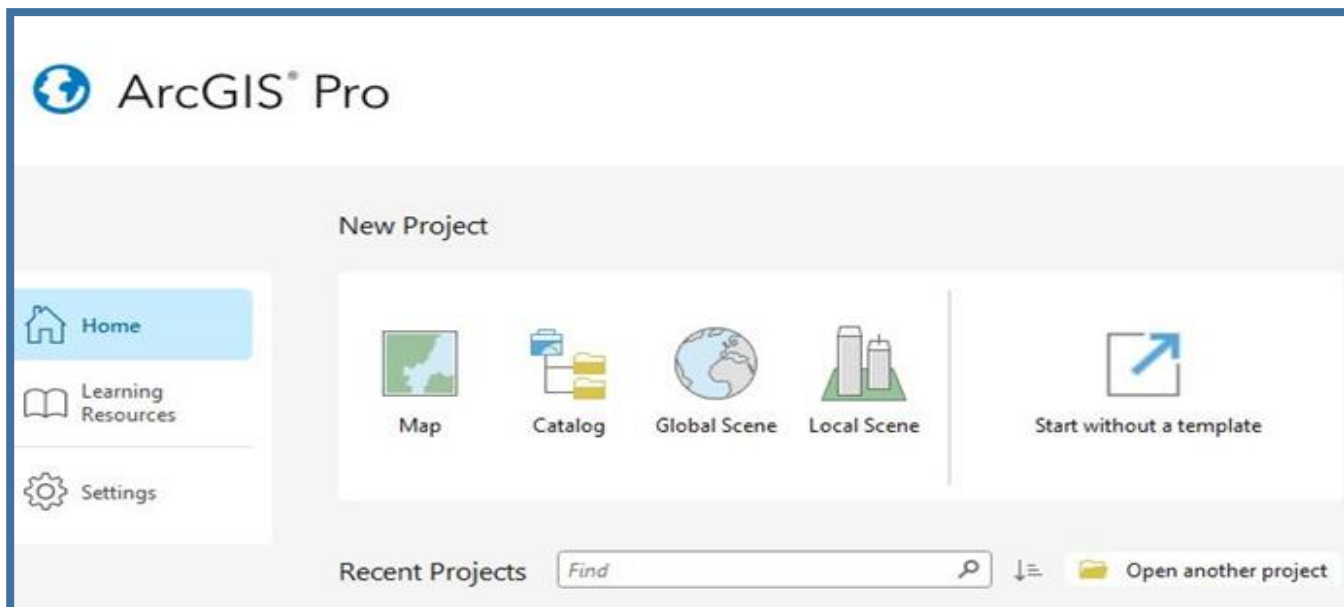 ArcGIS® Pro
New Project
Home
Learning
Resources
Settings
Map
Catalog
Global Scene
Local Scene
Start without a template
Recent Projects
Find
Open another project